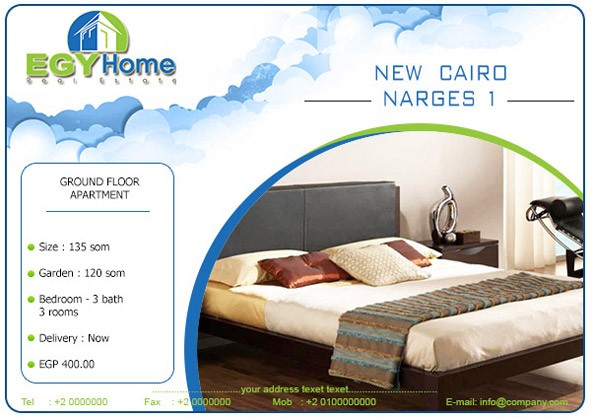 EGYHome
Real Estate
NEW CAIRO
NARGES 1
GROUND FLOOR
APARTMENT
Size : 135 som
Garden : 120 som
Bedroom - 3 bath
3 rooms
Delivery : Now
EGP 400.00
..............................your address texet texet..............................
Tel : +2 0000000 Fax : +2 0000000 Mob : +2 0100000000 E-mail: info@company.com